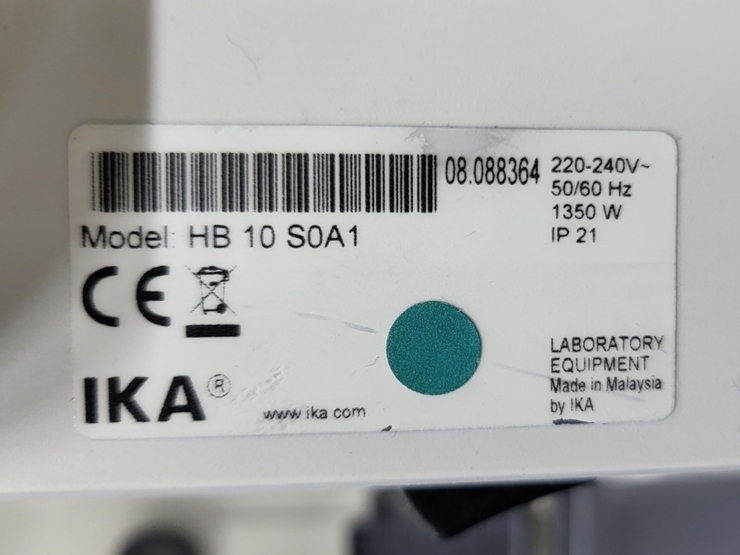 08.088364
220-240V~
50/60 Hz
1350 W
IP 21
Model: HB 10 S0A1
CE
IKA®
www.ika.com
LABORATORY
EQUIPMENT
Made in Malaysia
by IKA